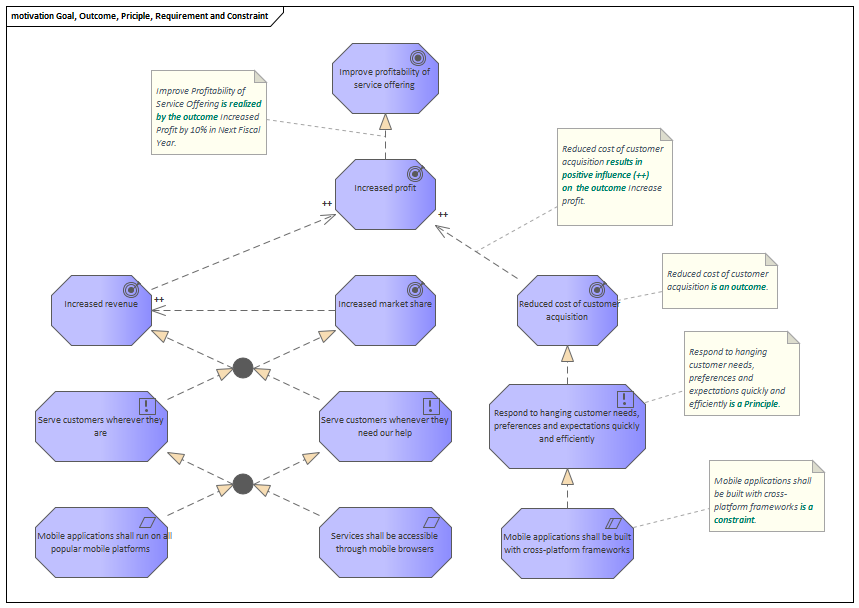 motivation Goal, Outcome, Priciple, Requirement and Constraint
Improve profitability of
service offering
Improve Profitability of
Service Offering is realized
by the outcome Increased
Profit by 10% in Next Fiscal
Year.
Reduced cost of customer
acquisition results in
positive influence (++)
on the outcome Increase
profit.
Increased profit
++
++
Reduced cost of customer
acquisition is an outcome.
Increased revenue
++
Increased market share
Reduced cost of customer
acquisition
Respond to hanging
customer needs,
preferences and
expectations quickly and
efficiently is a Principle.
Serve customers wherever they
are
Serve customers whenever they
need our help
Respond to hanging customer needs,
preferences and expectations quickly
and efficiently
Mobile applications shall
be built with cross-
platform frameworks is a
constraint.
Mobile applications shall run on all
popular mobile platforms
Services shall be accessible
through mobile browsers
Mobile applications shall be built
with cross-platform frameworks